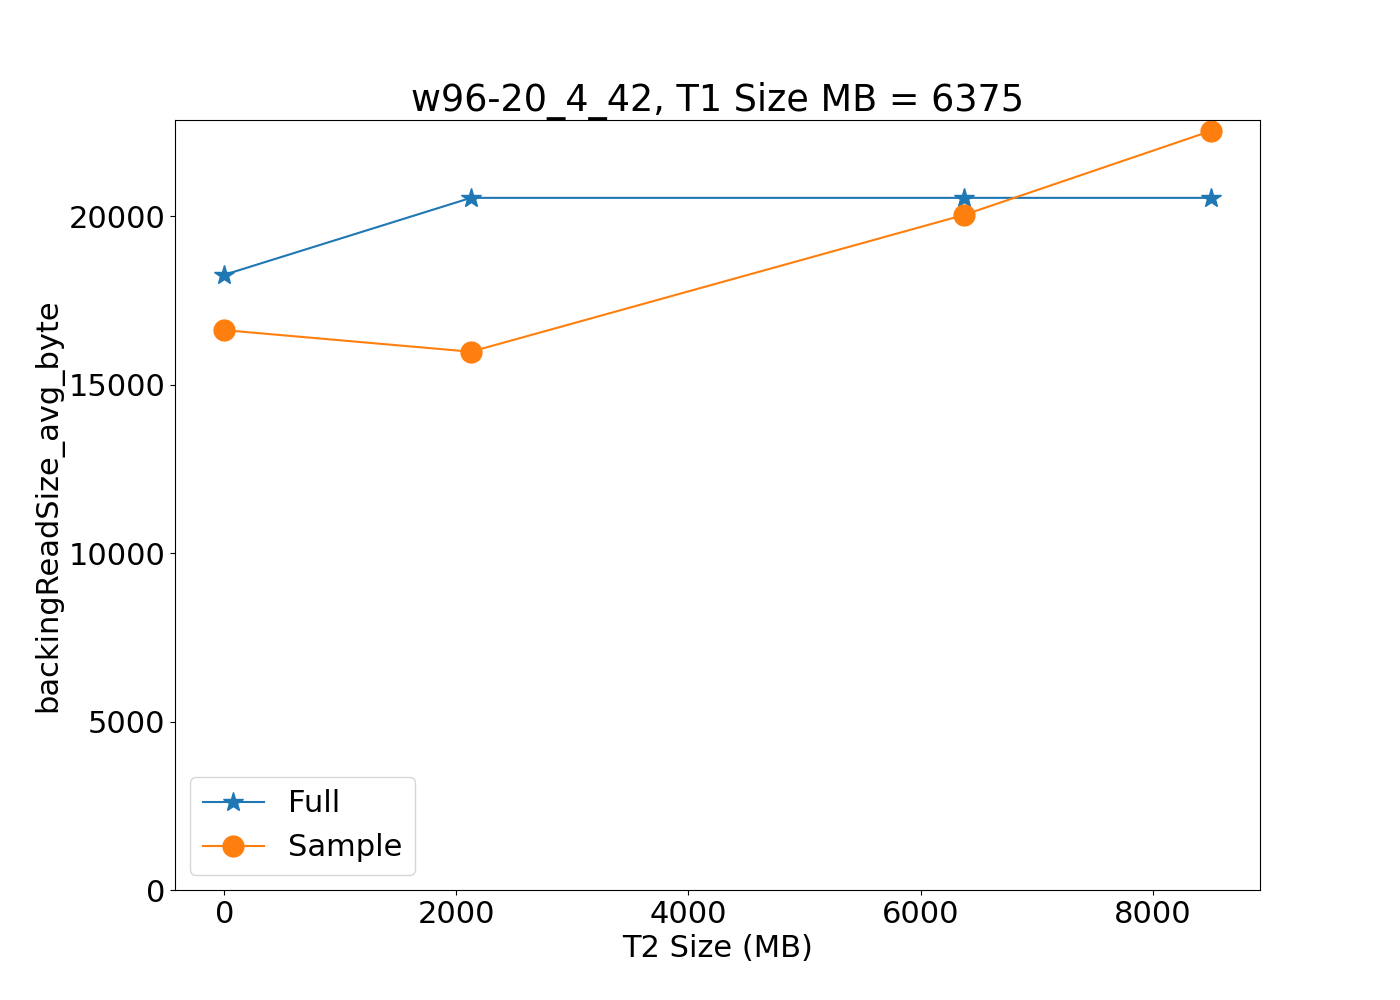 w96-20_4_42, T1 Size MB = 6375
backingReadSize_avg_byte
20000
15000
10000
5000
0
Full
Sample
0 2000 4000 6000 8000
T2 Size (MB)